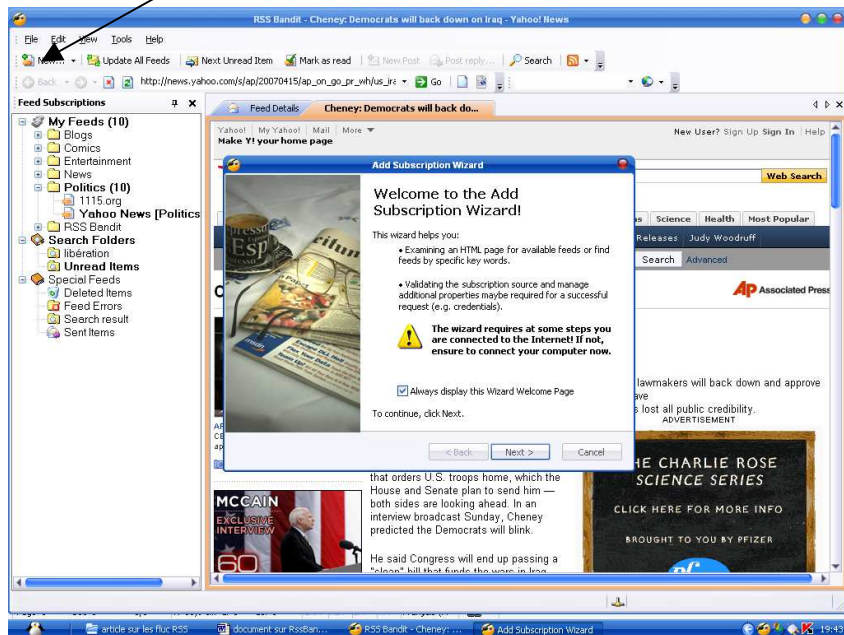 RSS Bandit - Cheney: Democrats will back down on Iraq - Yahoo! News
File Edit View Tools Help
New... Update All Feeds Next Unread Item Mark as read New Post Post reply... Search
Back http://news.yahoo.com/s/ap/20070415/ap_on_go_pr_wh/us_ira Go
Feed Subscriptions
Feed Details Cheney: Democrats will back do...
My Feeds (10)
Blogs
Comics
Entertainment
News
Politics (10)
1115.org
Yahoo News [Politics
RSS Bandit
Search Folders
libération
Unread Items
Special Feeds
Deleted Items
Feed Errors
Search result
Sent Items
Yahoo! My Yahoo! Mail More
New User? Sign Up Sign In Help
Make Y! your home page
Web Search
Science Health Most Popular
Releases Judy Woodruff
Search Advanced
AP Associated Press
Add Subscription Wizard
Welcome to the Add
Subscription Wizard!
This wizard helps you:
• Examining an HTML page for available feeds or find
feeds by specific key words.
• Validating the subscription source and manage
additional properties maybe required for a successful
request (e.g. credentials).
The wizard requires at some steps you
are connected to the Internet! If not,
ensure to connect your computer now.
Always display this Wizard Welcome Page
To continue, click Next.
< Back Next > Cancel
lawmakers will back down and approve
lost all public credibility.
ADVERTISEMENT
that orders U.S. troops home, which the
House and Senate plan to send him —
both sides are looking ahead. In an
interview broadcast Sunday, Cheney
predicted the Democrats will blink.
He said Congress will end up passing a
"clean" bill that funds the wars in Iraq
MCCAIN
EXCLUSIVE
INTERVIEW
60
HE CHARLIE ROSE
SCIENCE SERIES
CLICK HERE FOR MORE INFO
BROUGHT TO YOU BY PFIZER
article sur les fluc RSS document sur RssBan... RSS Bandit - Cheney: ... Add Subscription Wizard 19:43